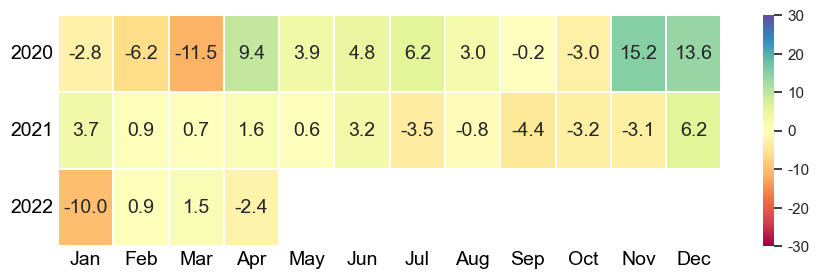 2020 -2.8 -6.2 -11.5 9.4 3.9 4.8 6.2 3.0 -0.2 -3.0 15.2 13.6
2021 3.7 0.9 0.7 1.6 0.6 3.2 -3.5 -0.8 -4.4 -3.2 -3.1 6.2
2022 -10.0 0.9 1.5 -2.4
Jan Feb Mar Apr May Jun Jul Aug Sep Oct Nov Dec
30
20
10
0
-10
-20
-30